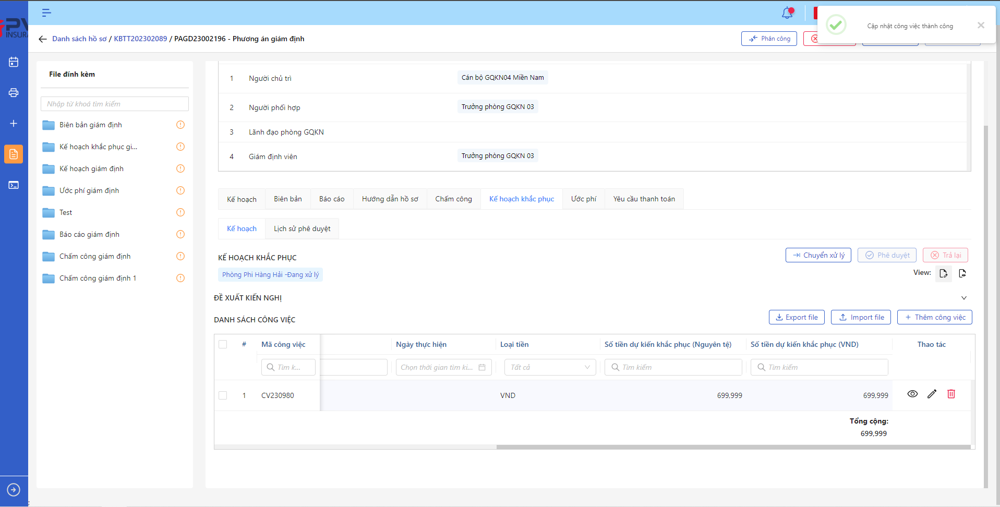 Cập nhật công việc thành công
INSUR
Danh sách hồ sơ / KBTT202302089 / PAGD23002196 - Phương án giám định
Phân công
File đính kèm
Nhập từ khoá tìm kiếm
Biên bản giám định
Kế hoạch khắc phục gi...
Kế hoạch giám định
Ước phí giám định
Test
Báo cáo giám định
Chấm công giám định
Chấm công giám định 1
1 Người chủ trì Cán bộ GQKN04 Miền Nam
2 Người phối hợp Trưởng phòng GQKN 03
3 Lãnh đạo phòng GQKN
4 Giám định viên Trưởng phòng GQKN 03
Kế hoạch Biên bản Báo cáo Hướng dẫn hồ sơ Chấm công Kế hoạch khắc phục Ước phí Yêu cầu thanh toán
Kế hoạch Lịch sử phê duyệt
KẾ HOẠCH KHẮC PHỤC
Chuyển xử lý Phê duyệt Trả lại
Phòng Phi Hàng Hải -Đang xử lý
View:
ĐỀ XUẤT KIẾN NGHỊ
DANH SÁCH CÔNG VIỆC
Export file Import file + Thêm công việc
# Mã công việc Ngày thực hiện Loại tiền Số tiền dự kiến khắc phục (Nguyên tệ) Số tiền dự kiến khắc phục (VND) Thao tác
Tìm k... Chọn thời gian tìm ki... Tất cả Tìm kiếm Tìm kiếm
1 CV230980 VND 699,999 699,999
Tổng cộng:
699,999
;